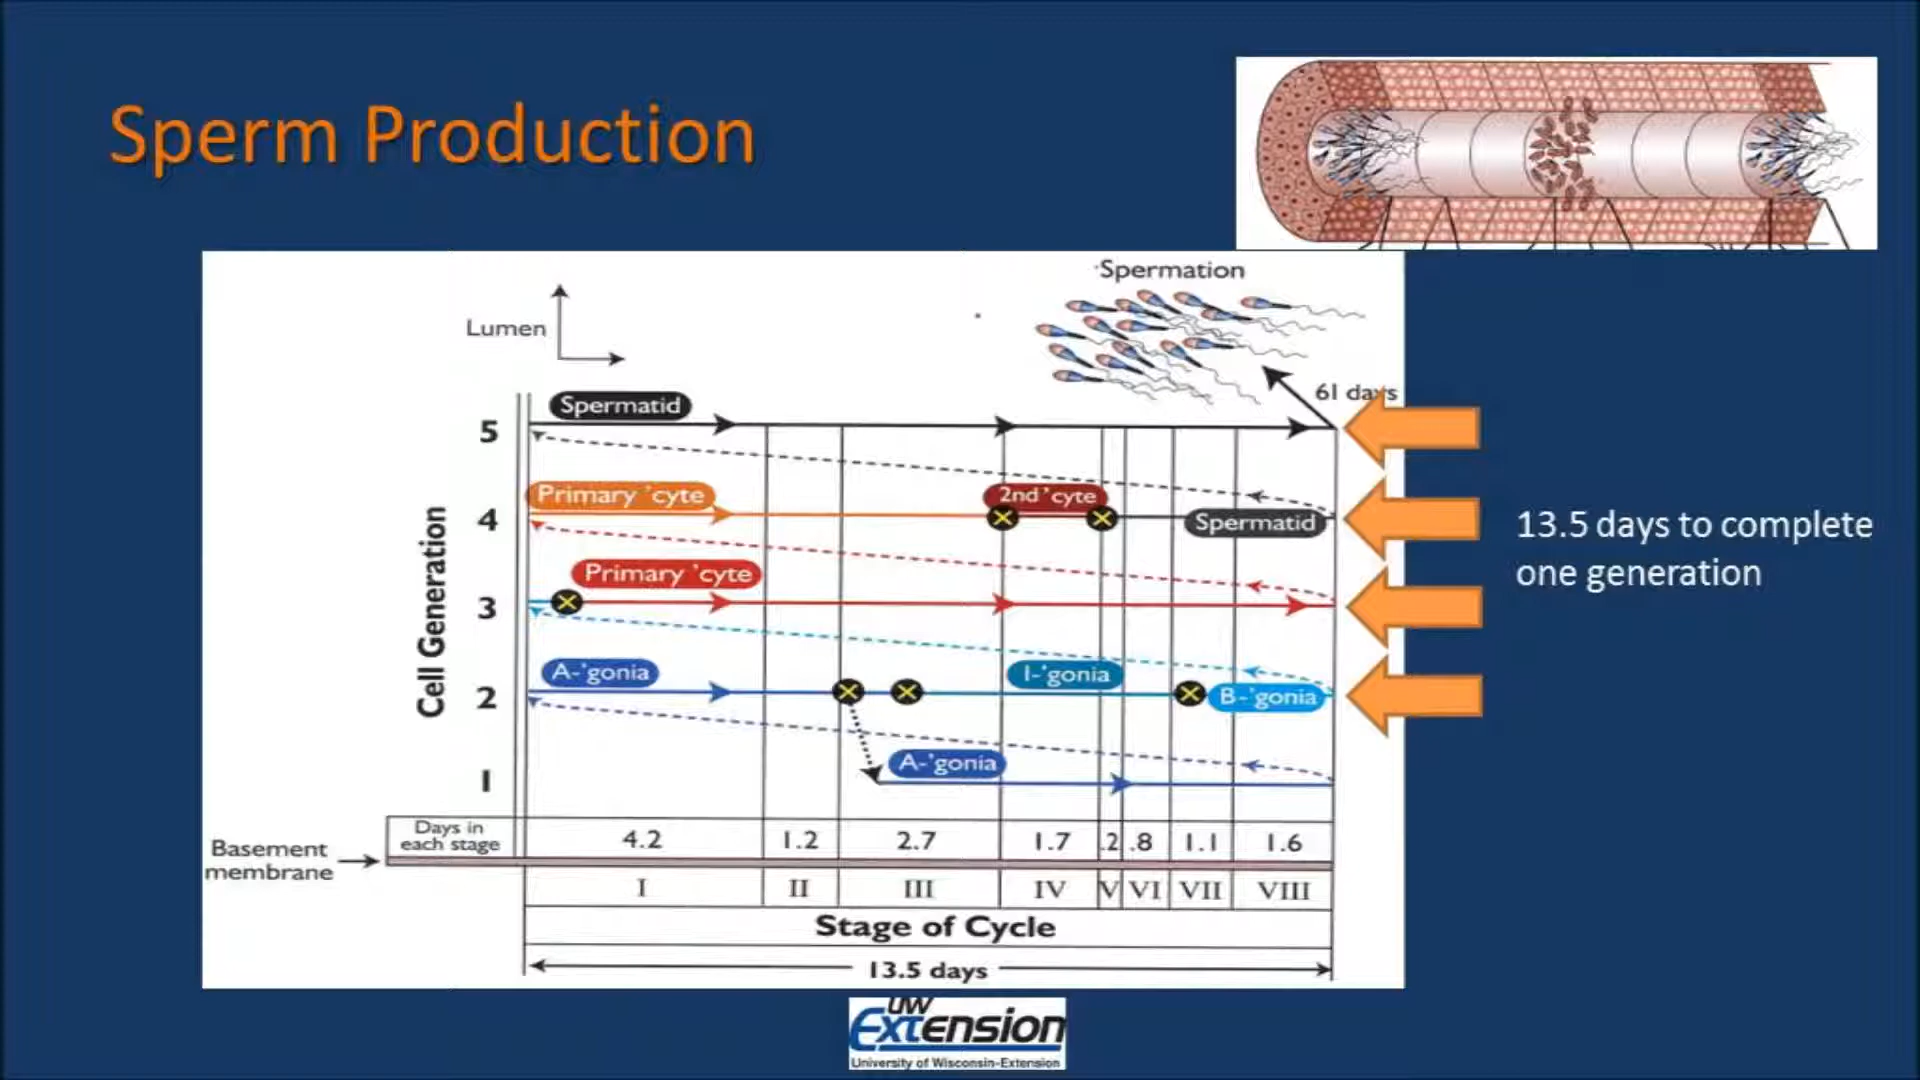 Sperm Production
Spermation
Lumen
61 days
Spermatid
5
Primary 'cyte
2nd 'cyte
4
Spermatid
13.5 days to complete
one generation
Primary 'cyte
3
Cell Generation
A-'gonia
I-'gonia
2
B-'gonia
A-'gonia
1
Days in
each stage
4.2 1.2 2.7 1.7 .2 .8 1.1 1.6
Basement
membrane
I II III IV V VI VII VIII
Stage of Cycle
13.5 days
UW
Extension
University of Wisconsin-Extension